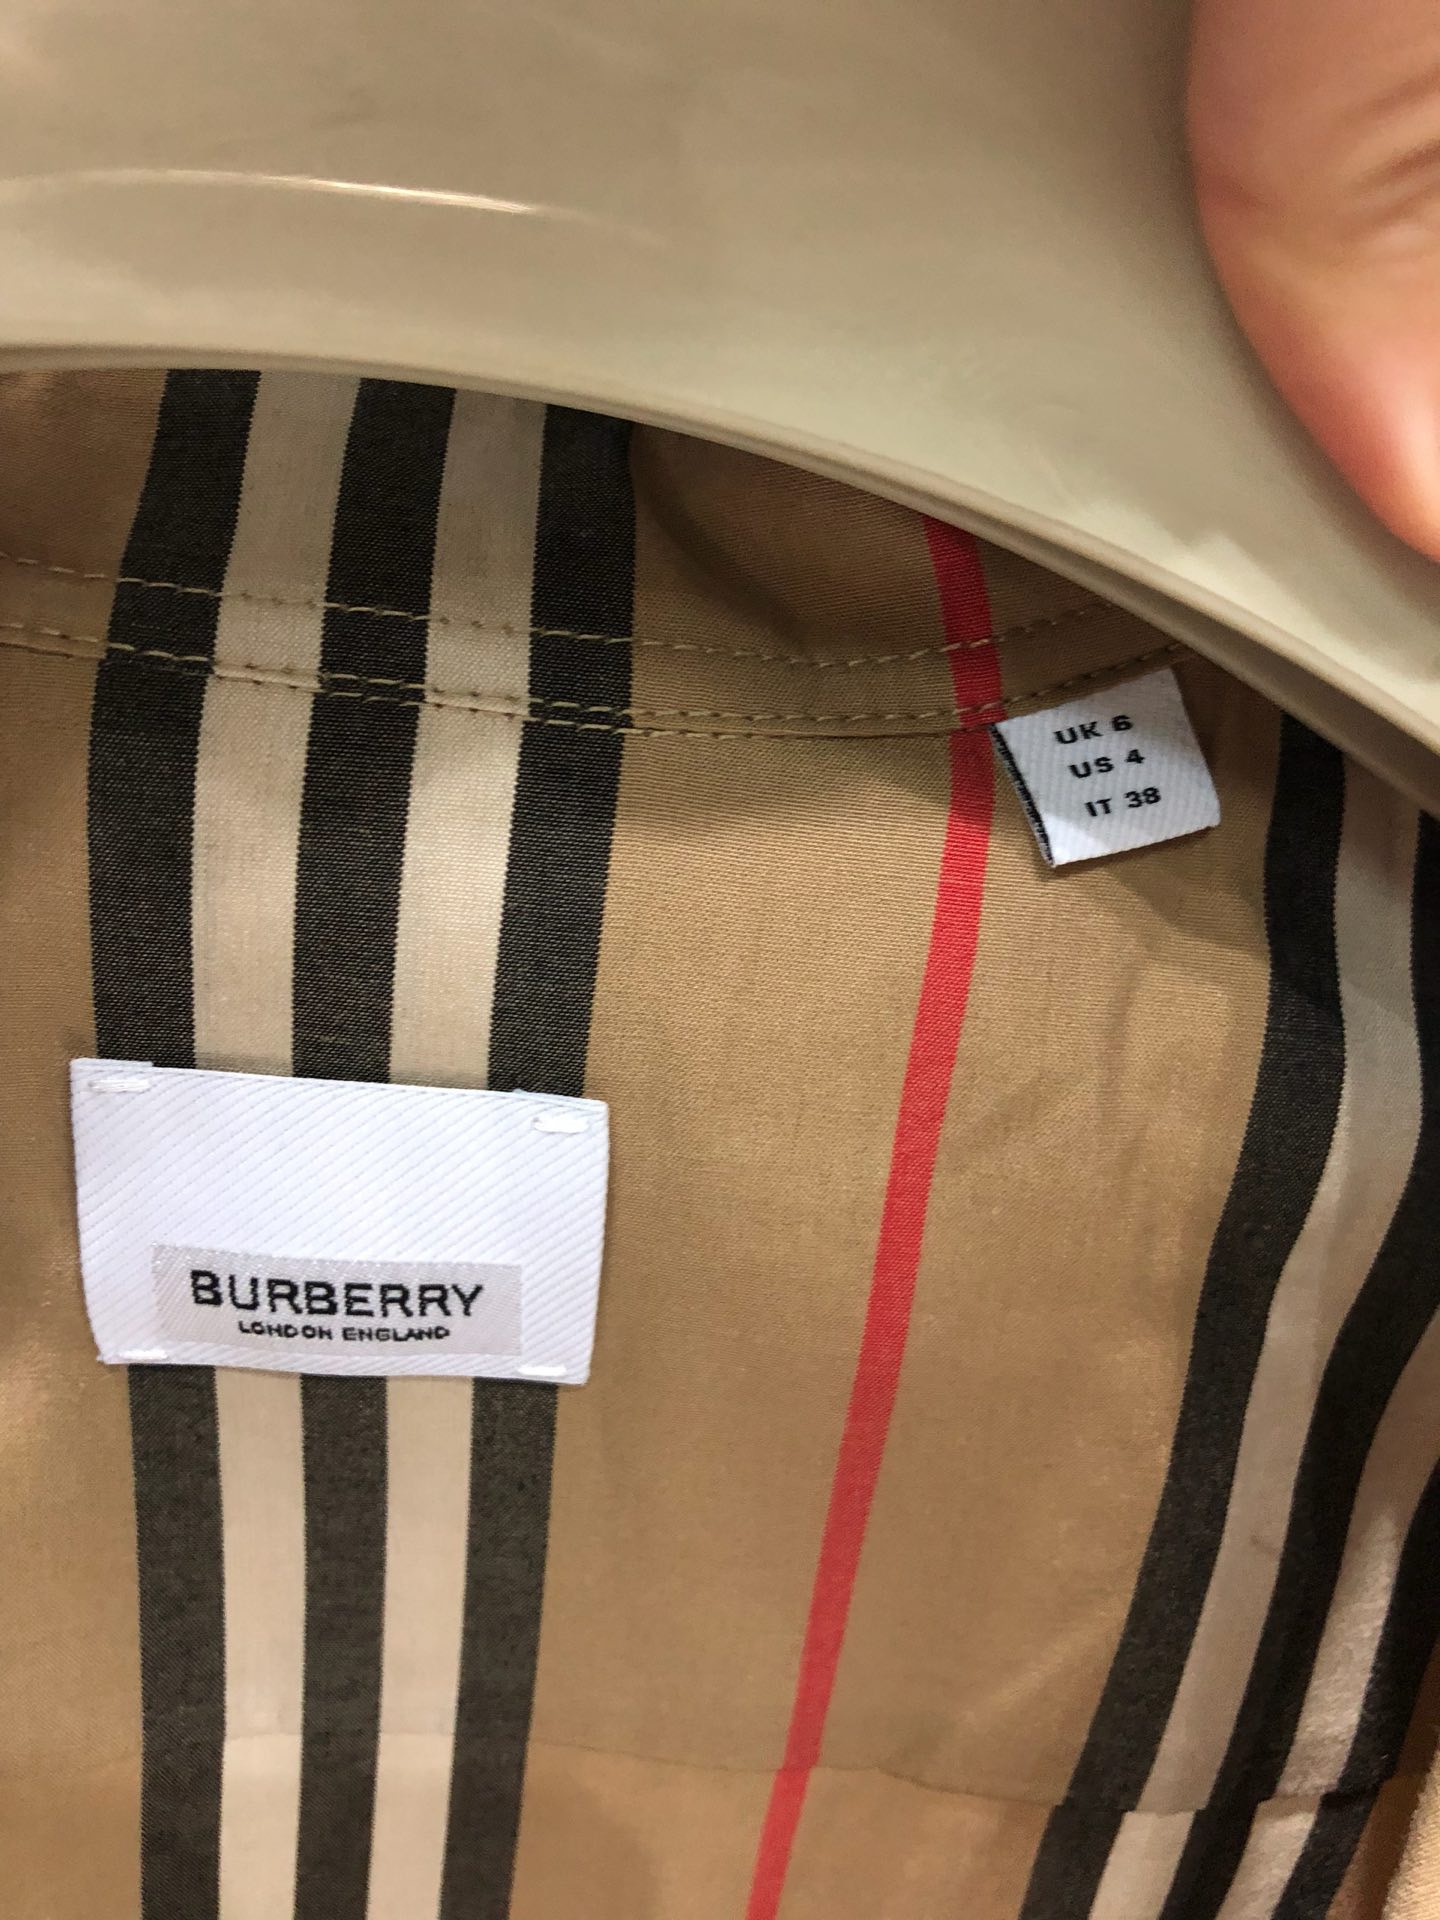 UK 6
US 4
IT 38
BURBERRY
LONDON ENGLAND